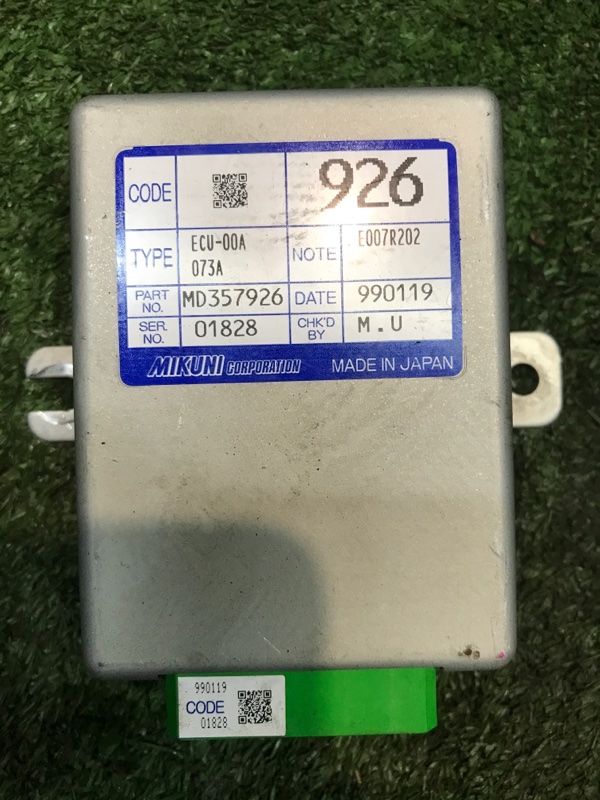 CODE 926
TYPE ECU-00A NOTE E007R202
073A
PART NO. MD357926 DATE 990119
SER. NO. 01828 CHK'D BY M.U
MIKUNI CORPORATION MADE IN JAPAN
990119
CODE
01828